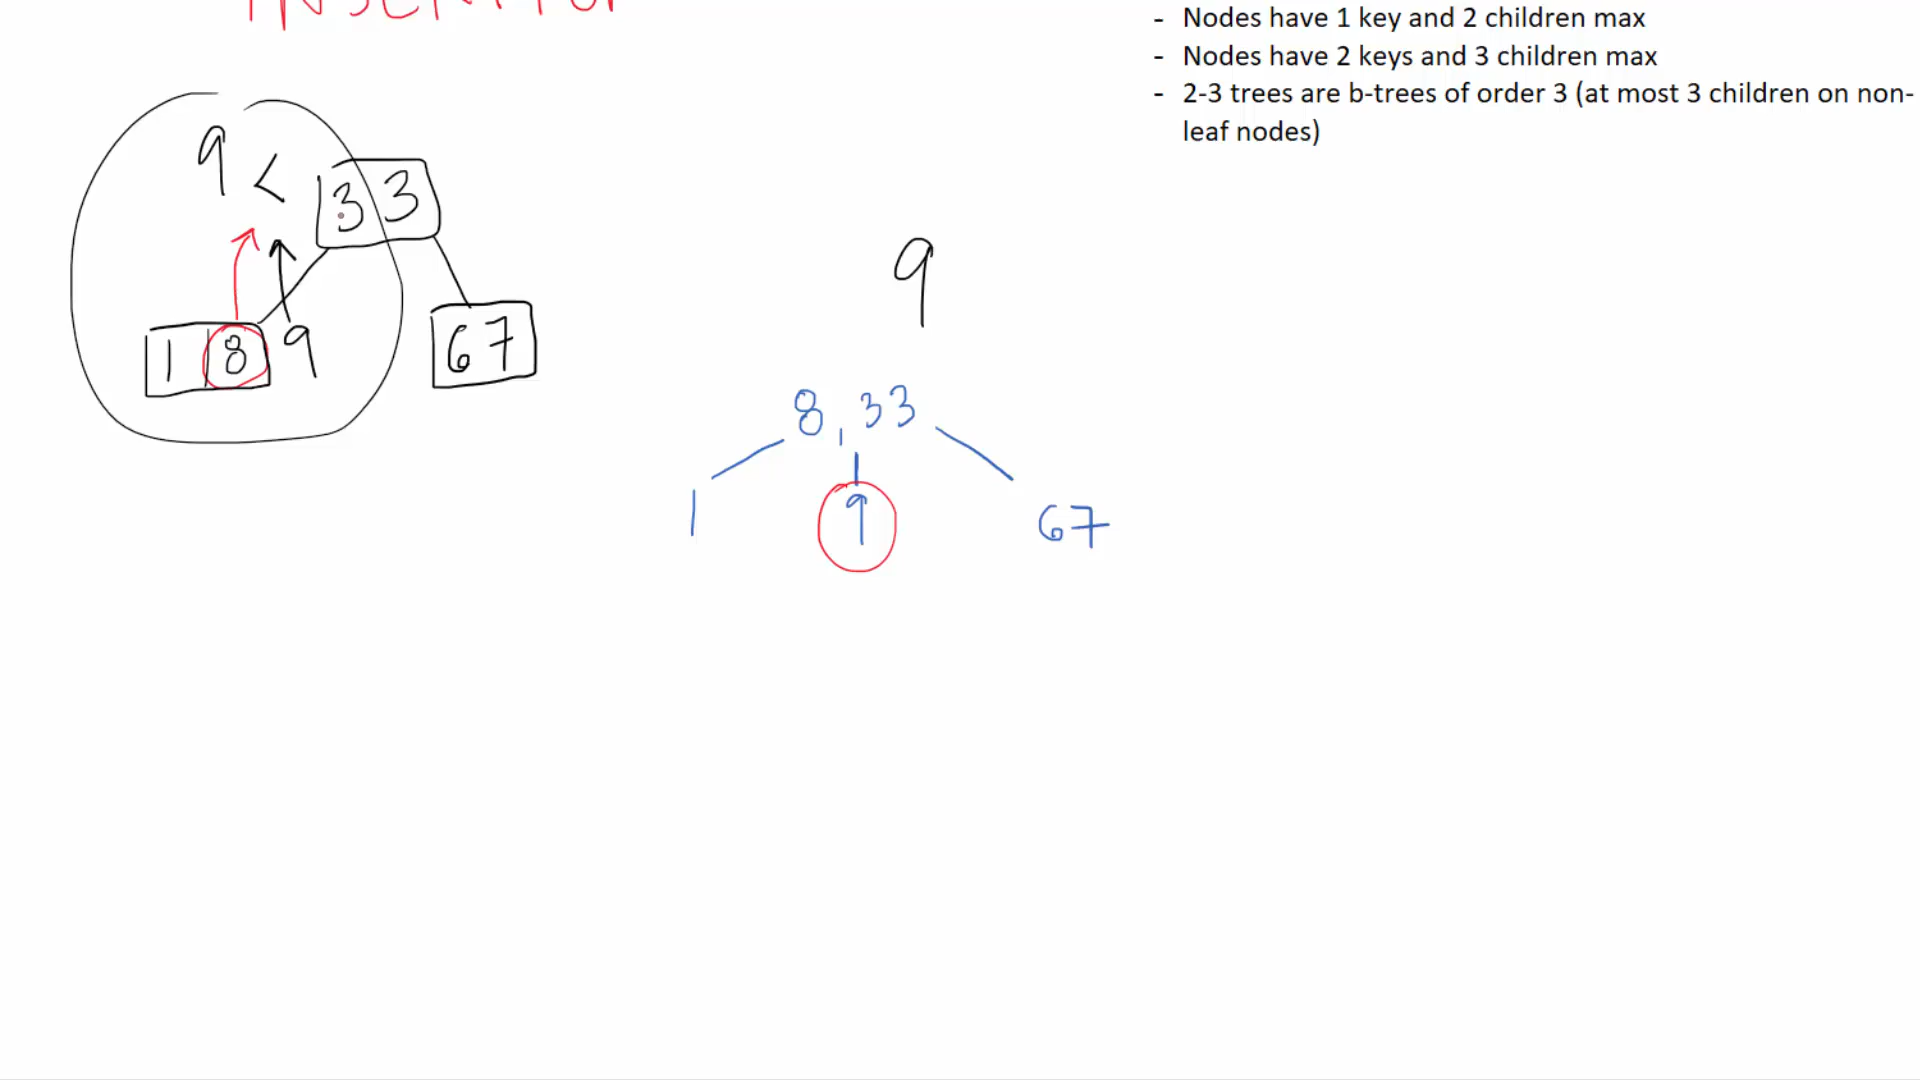 INSERTION
- Nodes have 1 key and 2 children max
- Nodes have 2 keys and 3 children max
- 2-3 trees are b-trees of order 3 (at most 3 children on non-
leaf nodes)
9 < 33
1 8 9
67
9
8, 33
1 9 67